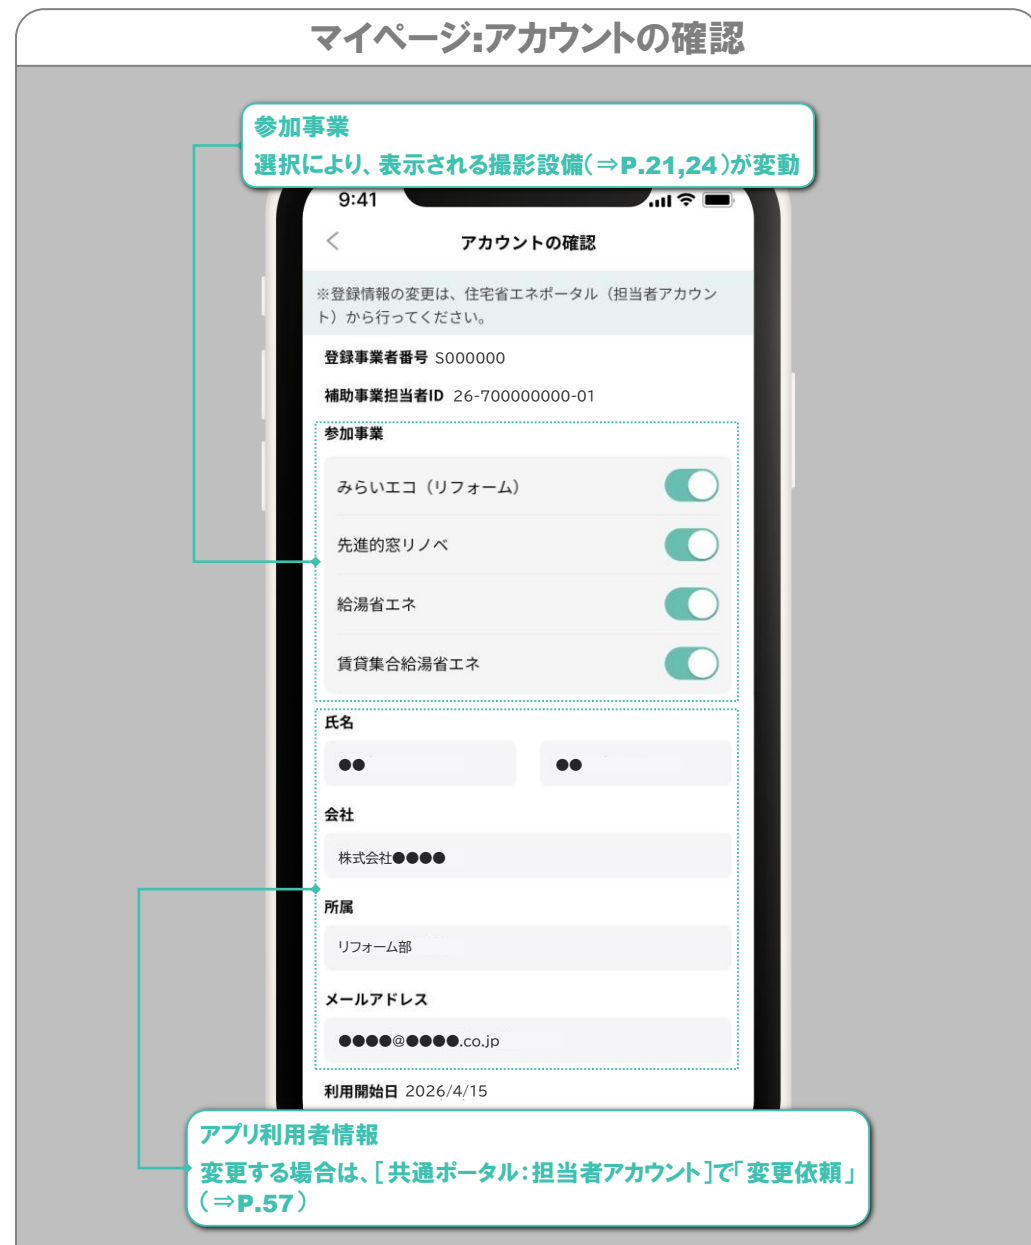 マイページ:アカウントの確認
参加事業
選択により、表示される撮影設備(⇒P.21,24)が変動
9:41
アカウントの確認
※登録情報の変更は、住宅省エネポータル（担当者アカウン
ト）から行ってください。
登録事業者番号 S000000
補助事業担当者ID 26-700000000-01
参加事業
みらいエコ（リフォーム）
先進的窓リノベ
給湯省エネ
賃貸集合給湯省エネ
氏名
●● ●●
会社
株式会社●●●●
所属
リフォーム部
メールアドレス
●●●●@●●●●.co.jp
利用開始日 2026/4/15
アプリ利用者情報
変更する場合は、[共通ポータル：担当者アカウント]で「変更依頼」
(⇒P.57)